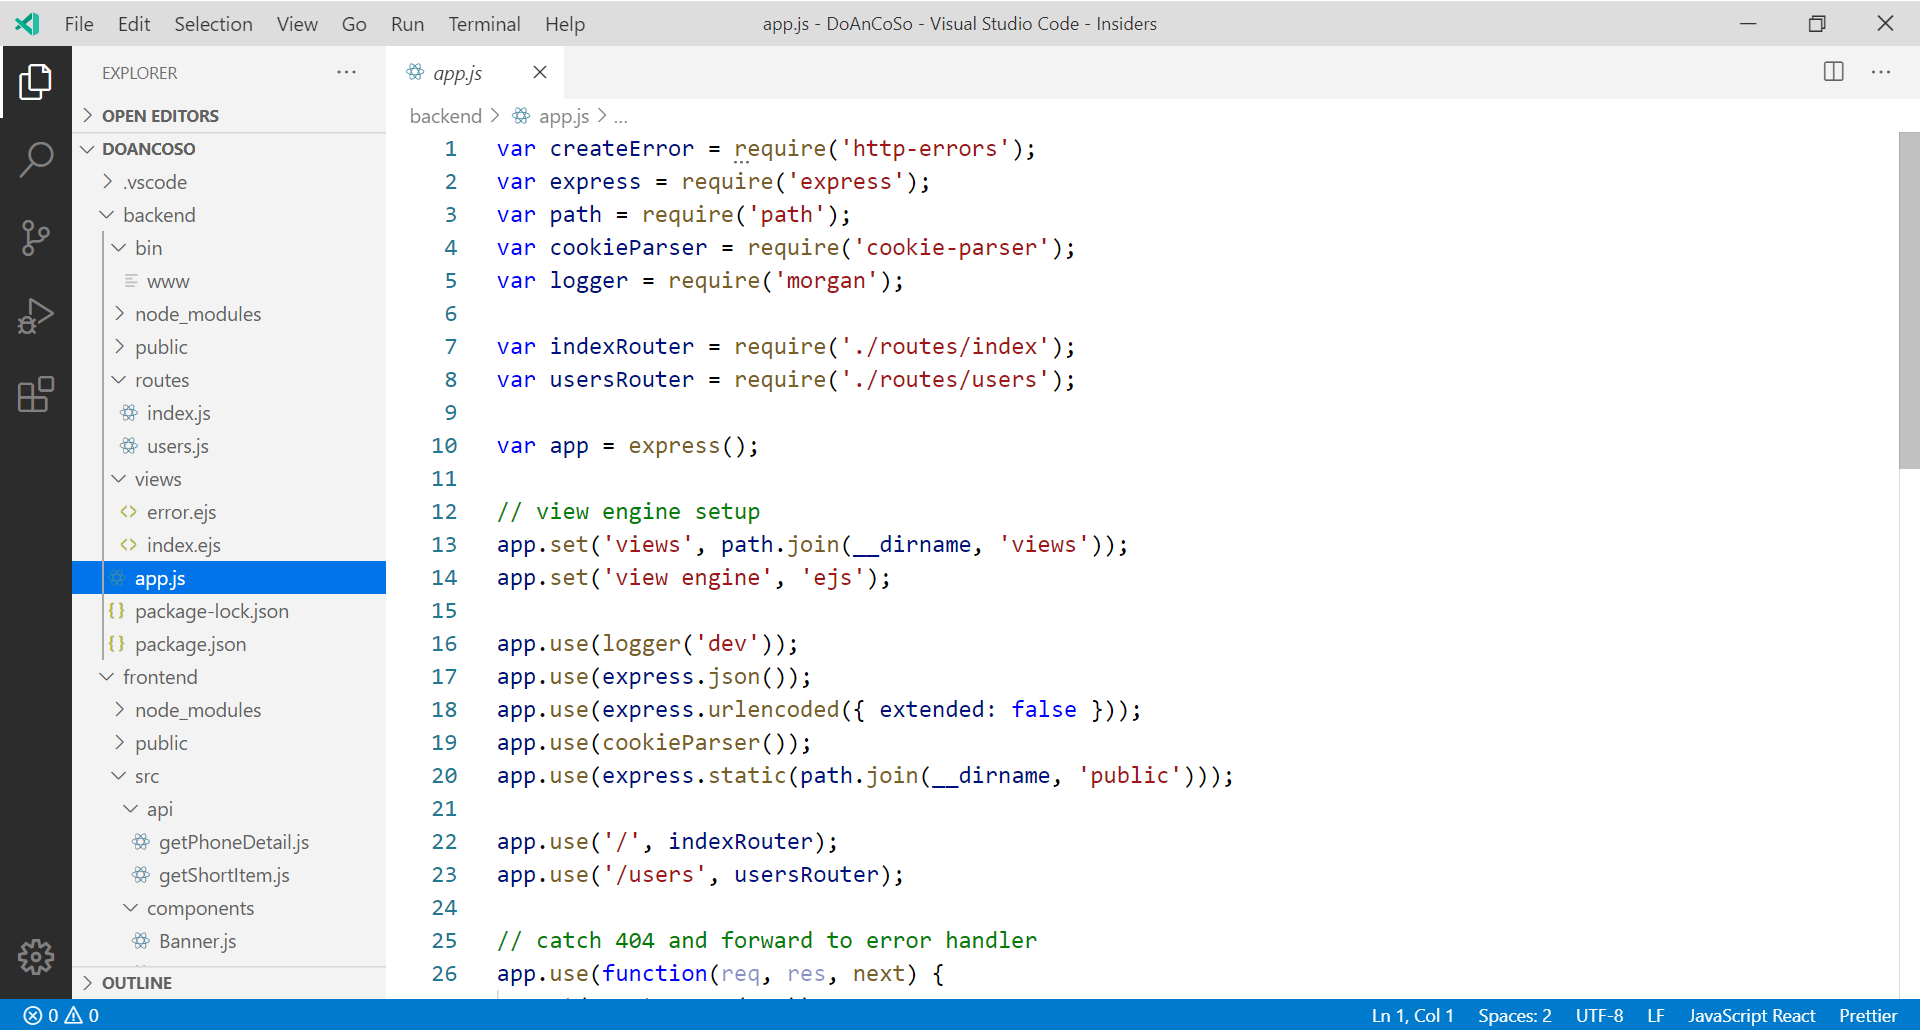 File Edit Selection View Go Run Terminal Help
app.js - DoAnCoSo - Visual Studio Code - Insiders
EXPLORER
OPEN EDITORS
DOANCOSO
.vscode
backend
bin
www
node_modules
public
routes
index.js
users.js
views
error.ejs
index.ejs
app.js
package-lock.json
package.json
frontend
node_modules
public
src
api
getPhoneDetail.js
getShortItem.js
components
Banner.js
OUTLINE
app.js
backend > app.js > ...
1 var createError = require('http-errors');
2 var express = require('express');
3 var path = require('path');
4 var cookieParser = require('cookie-parser');
5 var logger = require('morgan');
6
7 var indexRouter = require('./routes/index');
8 var usersRouter = require('./routes/users');
9
10 var app = express();
11
12 // view engine setup
13 app.set('views', path.join(__dirname, 'views'));
14 app.set('view engine', 'ejs');
15
16 app.use(logger('dev'));
17 app.use(express.json());
18 app.use(express.urlencoded({ extended: false }));
19 app.use(cookieParser());
20 app.use(express.static(path.join(__dirname, 'public')));
21
22 app.use('/', indexRouter);
23 app.use('/users', usersRouter);
24
25 // catch 404 and forward to error handler
26 app.use(function(req, res, next) {
0 0
Ln 1, Col 1 Spaces: 2 UTF-8 LF JavaScript React Prettier